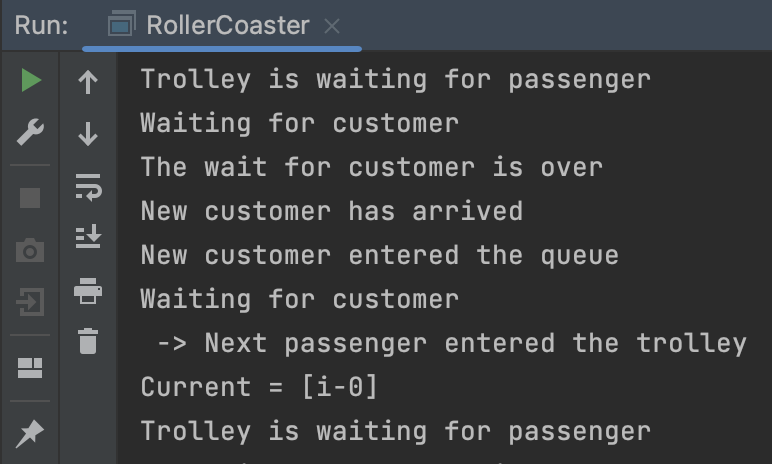 Run: RollerCoaster
Trolley is waiting for passenger
Waiting for customer
The wait for customer is over
New customer has arrived
New customer entered the queue
Waiting for customer
-> Next passenger entered the trolley
Current = [i-0]
Trolley is waiting for passenger